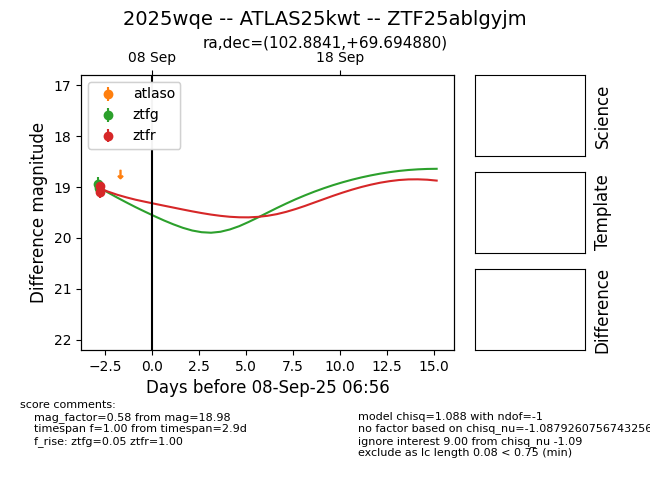 2025wqe -- ATLAS25kwt -- ZTF25ablgyjm
ra,dec=(102.8841,+69.694880)
08 Sep
18 Sep
atlaso
ztfg
ztfr
17
18
19
20
21
22
Difference magnitude
−2.5
0.0
2.5
5.0
7.5
10.0
12.5
15.0
Days before 08-Sep-25 06:56
Science
Template
Difference
score comments:
mag_factor=0.58 from mag=18.98
timespan f=1.00 from timespan=2.9d
f_rise: ztfg=0.05 ztfr=1.00
model chisq=1.088 with ndof=-1
no factor based on chisq_nu=-1.0879260756743256
ignore interest 9.00 from chisq_nu -1.09
exclude as lc length 0.08 < 0.75 (min)